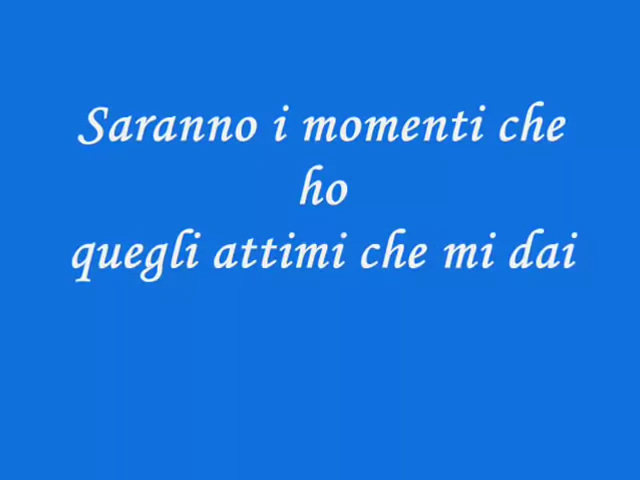 Saranno i momenti che
ho
quegli attimi che mi dai